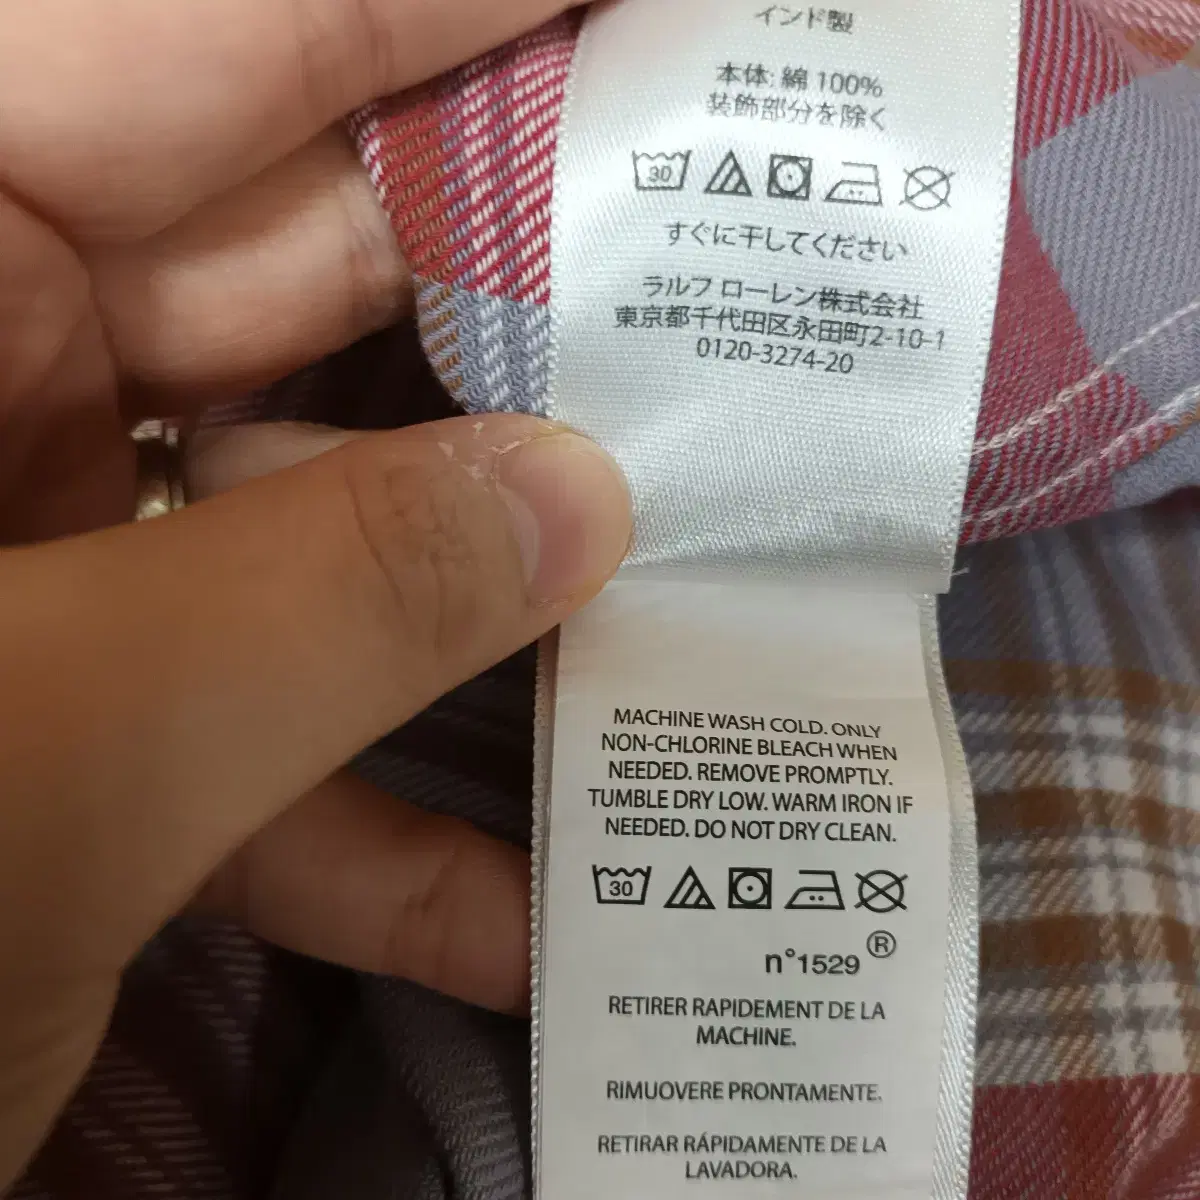 インド製
本体: 綿 100%
装飾部分を除く
30
すぐに干してください
ラルフ ローレン株式会社
東京都千代田区永田町2-10-1
0120-3274-20
MACHINE WASH COLD. ONLY
NON-CHLORINE BLEACH WHEN
NEEDED. REMOVE PROMPTLY.
TUMBLE DRY LOW. WARM IRON IF
NEEDED. DO NOT DRY CLEAN.
30
n°1529®
RETIRER RAPIDEMENT DE LA
MACHINE.
RIMUOVERE PRONTAMENTE.
RETIRAR RÁPIDAMENTE DE LA
LAVADORA.